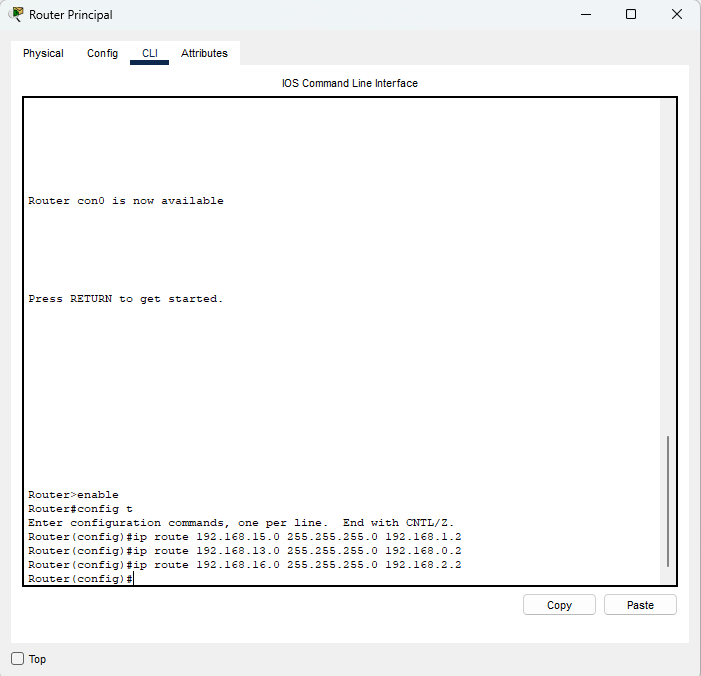 Router Principal
Physical Config CLI Attributes
IOS Command Line Interface
Router con0 is now available
Press RETURN to get started.
Router>enable
Router#config t
Enter configuration commands, one per line.  End with CNTL/Z.
Router(config)#ip route 192.168.15.0 255.255.255.0 192.168.1.2
Router(config)#ip route 192.168.13.0 255.255.255.0 192.168.0.2
Router(config)#ip route 192.168.16.0 255.255.255.0 192.168.2.2
Router(config)#
Copy Paste
Top